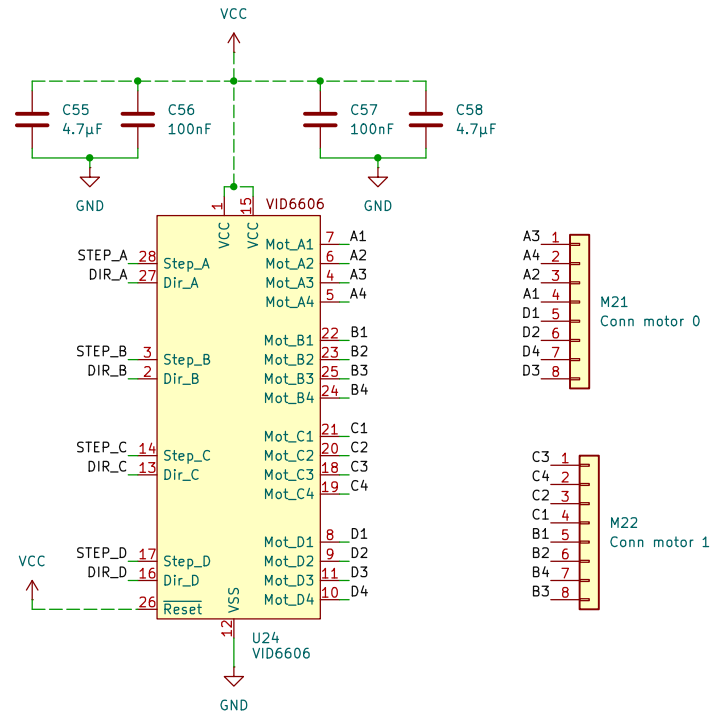 VCC
C55
4.7µF
C56
100nF
C57
100nF
C58
4.7µF
GND
GND
1
15
VID6606
VCC
VCC
STEP_A
28
Step_A
DIR_A
27
Dir_A
STEP_B
3
Step_B
DIR_B
2
Dir_B
STEP_C
14
Step_C
DIR_C
13
Dir_C
STEP_D
17
Step_D
DIR_D
16
Dir_D
VCC
26
Reset
Mot_A1
7
A1
Mot_A2
6
A2
Mot_A3
4
A3
Mot_A4
5
A4
Mot_B1
22
B1
Mot_B2
23
B2
Mot_B3
25
B3
Mot_B4
24
B4
Mot_C1
21
C1
Mot_C2
20
C2
Mot_C3
18
C3
Mot_C4
19
C4
Mot_D1
8
D1
Mot_D2
9
D2
Mot_D3
11
D3
Mot_D4
10
D4
VSS
12
U24
VID6606
GND
A3
1
A4
2
A2
3
A1
4
D1
5
D2
6
D4
7
D3
8
M21
Conn motor 0
C3
1
C4
2
C2
3
C1
4
B1
5
B2
6
B4
7
B3
8
M22
Conn motor 1